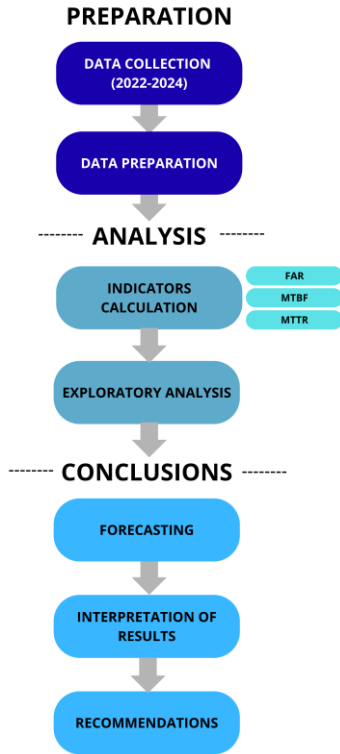 PREPARATION
DATA COLLECTION
(2022-2024)
DATA PREPARATION
ANALYSIS
INDICATORS
CALCULATION
FAR
MTBF
MTTR
EXPLORATORY ANALYSIS
CONCLUSIONS
FORECASTING
INTERPRETATION OF
RESULTS
RECOMMENDATIONS